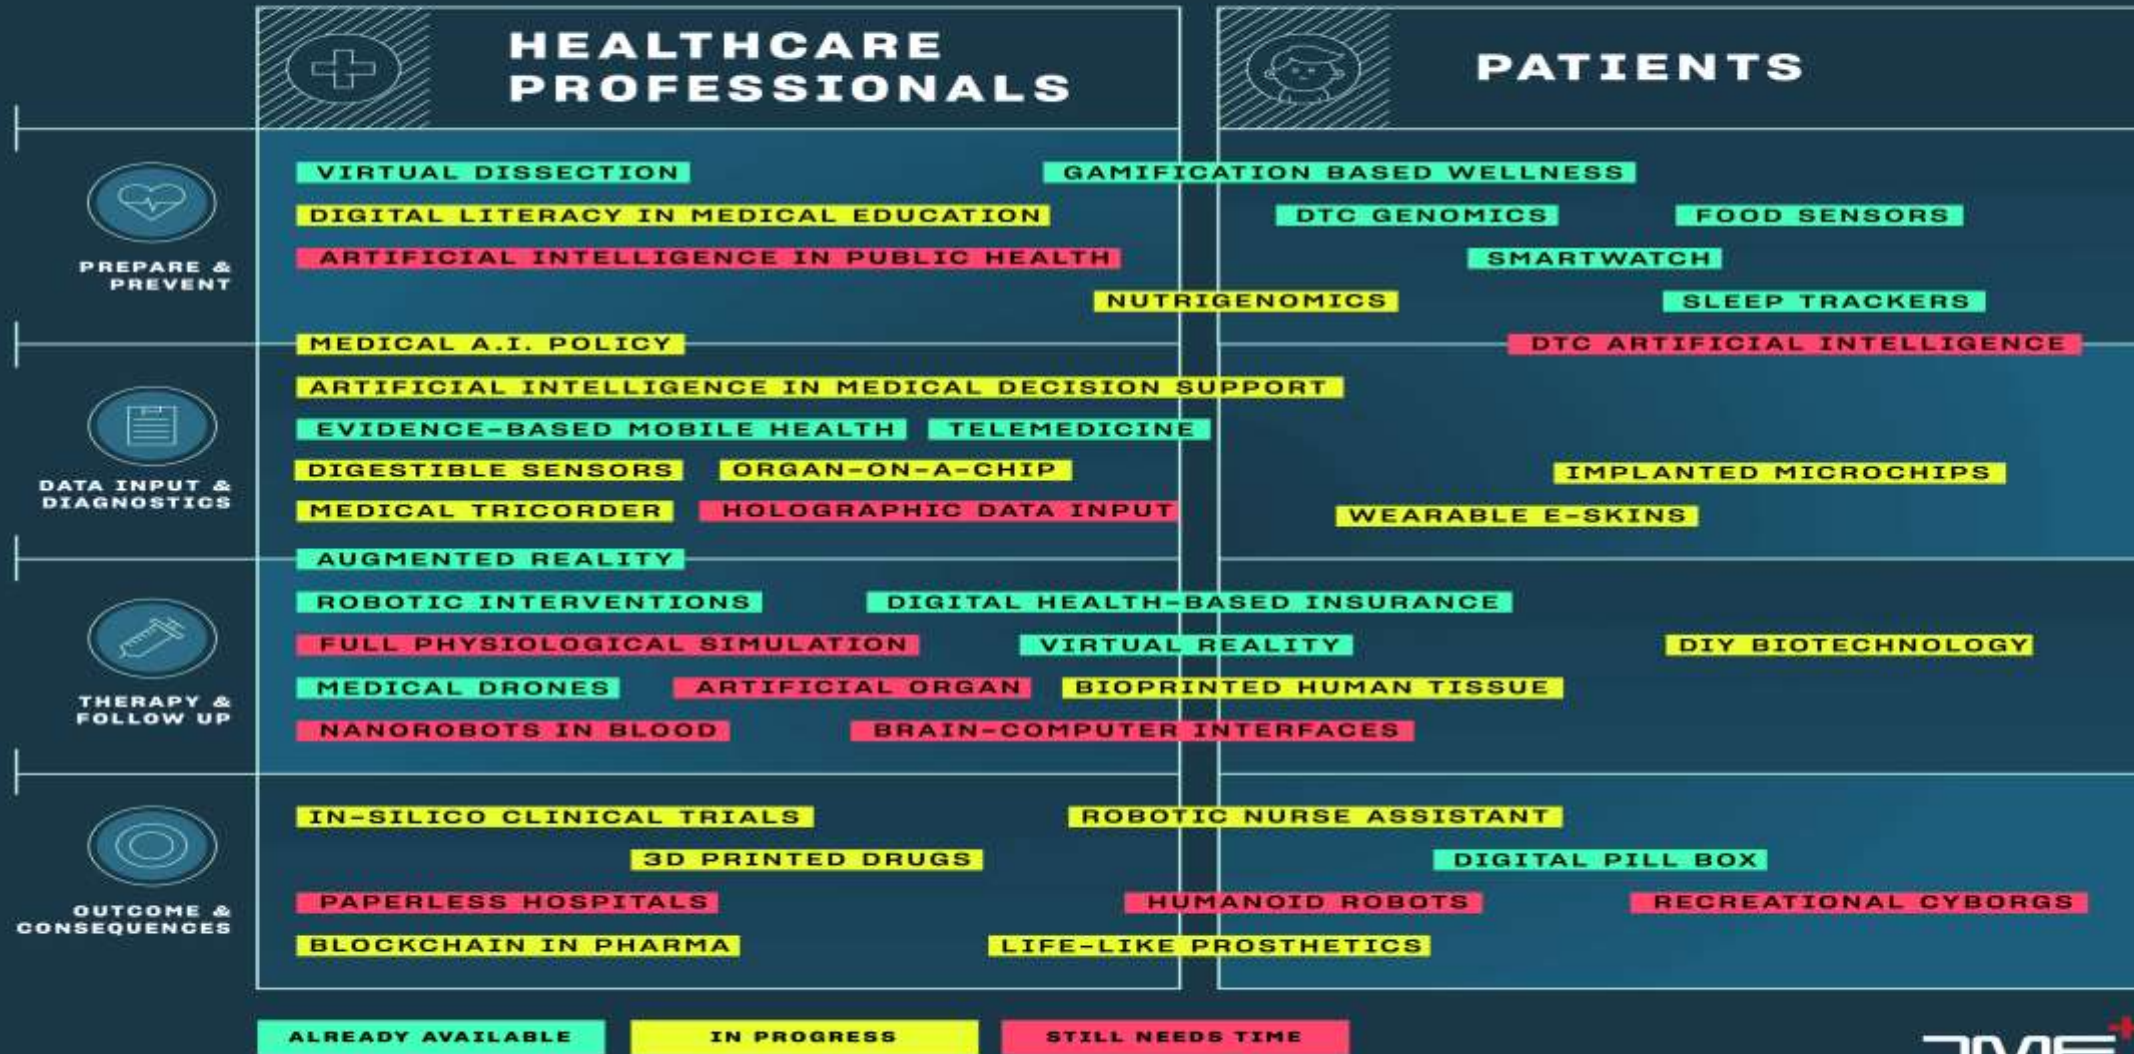 HEALTHCARE
PROFESSIONALS
PATIENTS
PREPARE &
PREVENT
VIRTUAL DISSECTION
GAMIFICATION BASED WELLNESS
DIGITAL LITERACY IN MEDICAL EDUCATION
DTC GENOMICS
FOOD SENSORS
ARTIFICIAL INTELLIGENCE IN PUBLIC HEALTH
SMARTWATCH
NUTRIGENOMICS
SLEEP TRACKERS
MEDICAL A.I. POLICY
DTC ARTIFICIAL INTELLIGENCE
DATA INPUT &
DIAGNOSTICS
ARTIFICIAL INTELLIGENCE IN MEDICAL DECISION SUPPORT
EVIDENCE-BASED MOBILE HEALTH
TELEMEDICINE
DIGESTIBLE SENSORS
ORGAN-ON-A-CHIP
IMPLANTED MICROCHIPS
MEDICAL TRICORDER
HOLOGRAPHIC DATA INPUT
WEARABLE E-SKINS
AUGMENTED REALITY
THERAPY &
FOLLOW UP
ROBOTIC INTERVENTIONS
DIGITAL HEALTH-BASED INSURANCE
FULL PHYSIOLOGICAL SIMULATION
VIRTUAL REALITY
DIY BIOTECHNOLOGY
MEDICAL DRONES
ARTIFICIAL ORGAN
BIOPRINTED HUMAN TISSUE
NANOROBOTS IN BLOOD
BRAIN-COMPUTER INTERFACES
OUTCOME &
CONSEQUENCES
IN-SILICO CLINICAL TRIALS
ROBOTIC NURSE ASSISTANT
3D PRINTED DRUGS
DIGITAL PILL BOX
PAPERLESS HOSPITALS
HUMANOID ROBOTS
RECREATIONAL CYBORGS
BLOCKCHAIN IN PHARMA
LIFE-LIKE PROSTHETICS
ALREADY AVAILABLE
IN PROGRESS
STILL NEEDS TIME